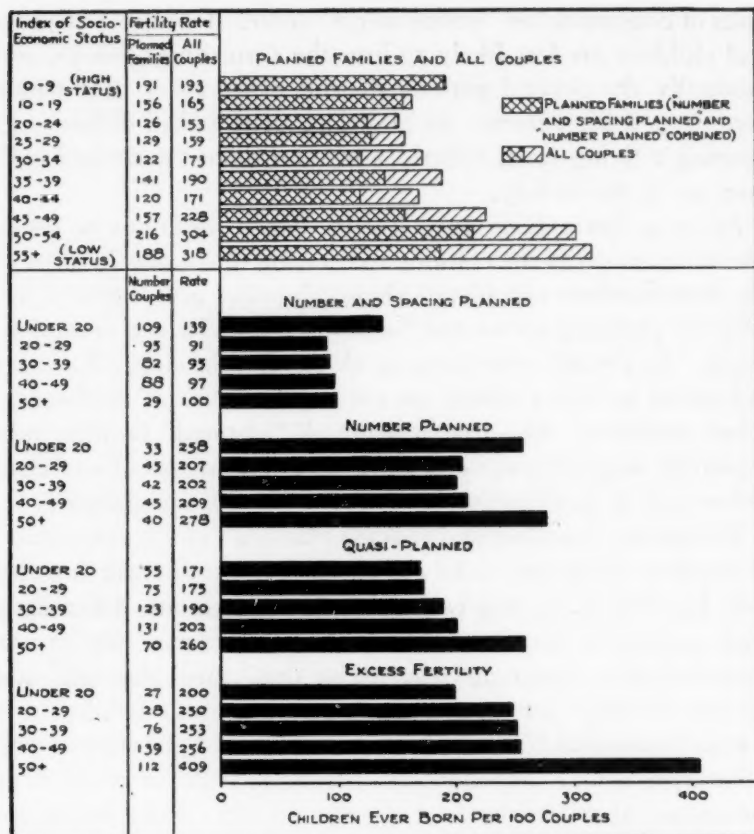 Index of Socio-Economic Status Fertility Rate
Planned Families All Couples
PLANNED FAMILIES AND ALL COUPLES
0-9 (HIGH STATUS) 191 193
10-19 156 165
20-24 126 153
25-29 129 159
30-34 122 173
35-39 141 190
40-44 120 171
45-49 157 228
50-54 216 304
55+ (LOW STATUS) 188 318
PLANNED FAMILIES ("NUMBER AND SPACING PLANNED" AND "NUMBER PLANNED" COMBINED)
ALL COUPLES
Number Couples Rate
NUMBER AND SPACING PLANNED
UNDER 20 109 139
20-29 95 91
30-39 82 95
40-49 88 97
50+ 29 100
NUMBER PLANNED
UNDER 20 33 258
20-29 45 207
30-39 42 202
40-49 45 209
50+ 40 278
QUASI-PLANNED
UNDER 20 55 171
20-29 75 175
30-39 123 190
40-49 131 202
50+ 70 260
EXCESS FERTILITY
UNDER 20 27 200
20-29 28 250
30-39 76 253
40-49 139 256
50+ 112 409
0 100 200 300 400
CHILDREN EVER BORN PER 100 COUPLES